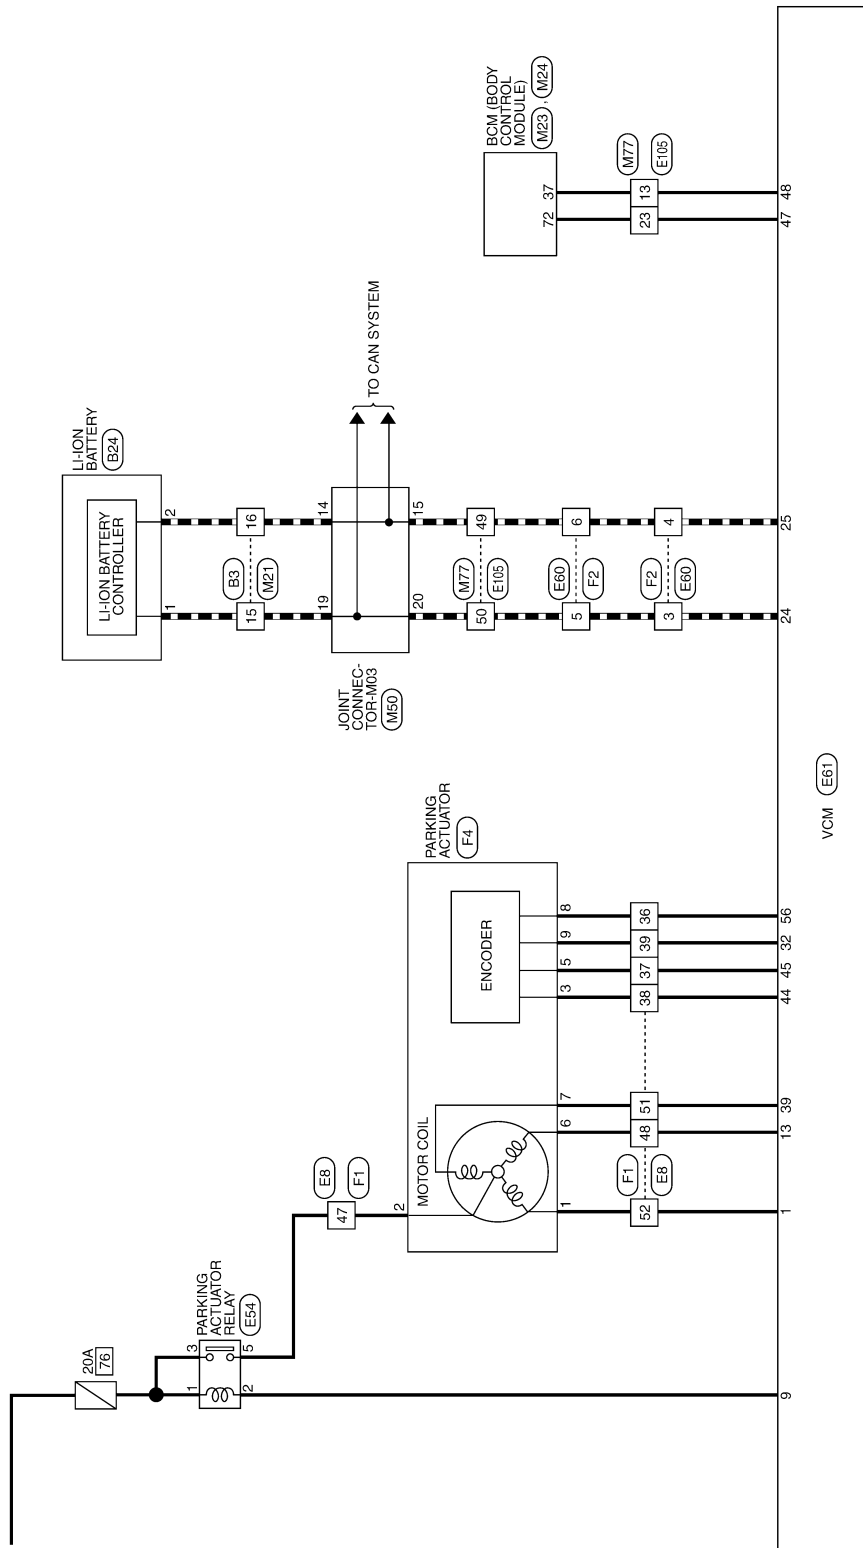 20A
76
1
3
2
5
PARKING
ACTUATOR
RELAY
E54
E8
F1
47
2
PARKING
ACTUATOR
F4
MOTOR COIL
ENCODER
1
6
7
3
5
9
8
F1
E8
52
48
51
38
37
39
36
1
13
39
44
45
32
56
LI-ION
BATTERY
B24
LI-ION BATTERY
CONTROLLER
1
2
B3
M21
15
16
19
14
JOINT
CONNEC-
TOR-M03
M50
TO CAN SYSTEM
20
15
M77
E105
50
49
E60
F2
5
6
F2
E60
3
4
24
25
BCM (BODY
CONTROL
MODULE)
M23 , M24
72
37
M77
E105
23
13
47
48
9
VCM
E61